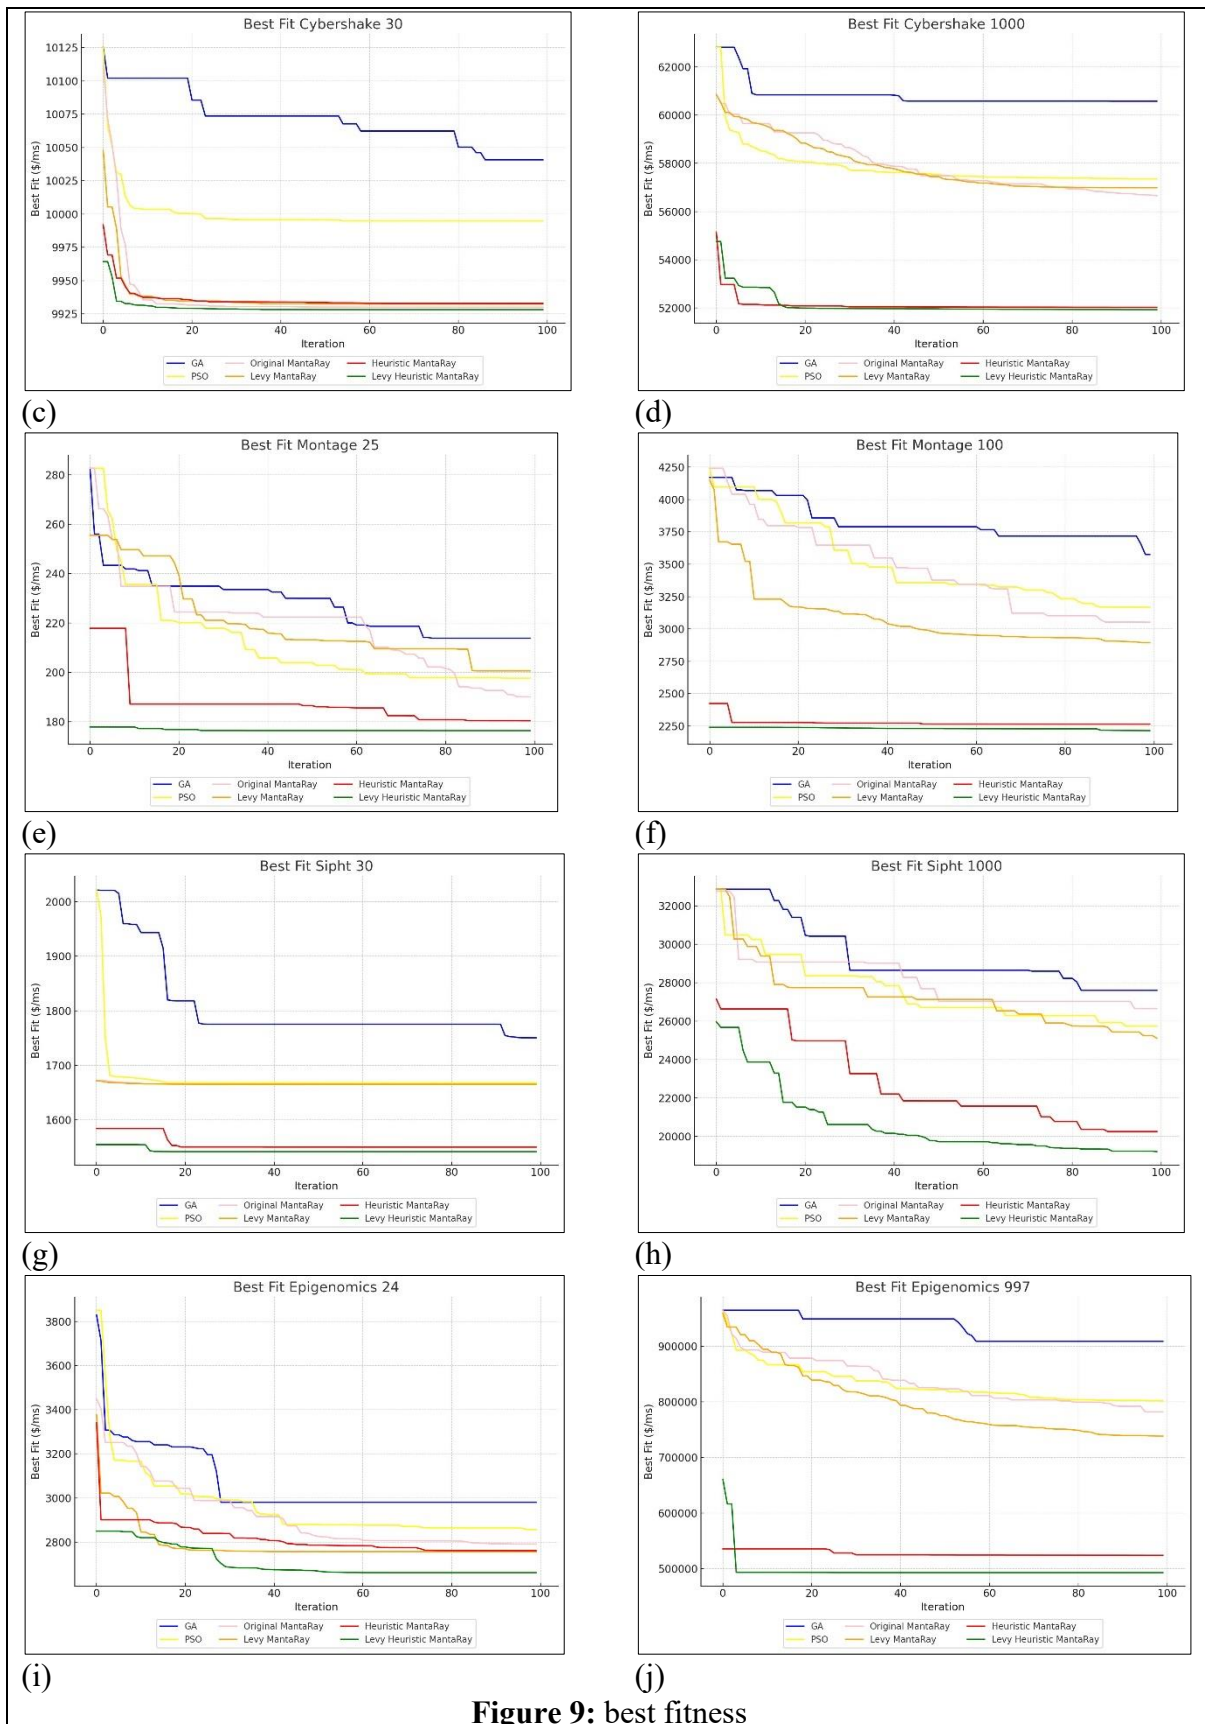 Best Fit Cybershake 30
Best Fit ($/ms)
10125
10100
10075
10050
10025
10000
9975
9950
9925
0 20 40 60 80 100
Iteration
GA Original MantaRay Heuristic MantaRay
PSO Levy MantaRay Levy Heuristic MantaRay
(c)
Best Fit Cybershake 1000
Best Fit ($/ms)
62000
60000
58000
56000
54000
52000
0 20 40 60 80 100
Iteration
GA Original MantaRay Heuristic MantaRay
PSO Levy MantaRay Levy Heuristic MantaRay
(d)
Best Fit Montage 25
Best Fit ($/ms)
280
260
240
220
200
180
0 20 40 60 80 100
Iteration
GA Original MantaRay Heuristic MantaRay
PSO Levy MantaRay Levy Heuristic MantaRay
(e)
Best Fit Montage 100
Best Fit ($/ms)
4250
4000
3750
3500
3250
3000
2750
2500
2250
0 20 40 60 80 100
Iteration
GA Original MantaRay Heuristic MantaRay
PSO Levy MantaRay Levy Heuristic MantaRay
(f)
Best Fit Sipht 30
Best Fit ($/ms)
2000
1900
1800
1700
1600
0 20 40 60 80 100
Iteration
GA Original MantaRay Heuristic MantaRay
PSO Levy MantaRay Levy Heuristic MantaRay
(g)
Best Fit Sipht 1000
Best Fit ($/ms)
32000
30000
28000
26000
24000
22000
20000
0 20 40 60 80 100
Iteration
GA Original MantaRay Heuristic MantaRay
PSO Levy MantaRay Levy Heuristic MantaRay
(h)
Best Fit Epigenomics 24
Best Fit ($/ms)
3800
3600
3400
3200
3000
2800
0 20 40 60 80 100
Iteration
GA Original MantaRay Heuristic MantaRay
PSO Levy MantaRay Levy Heuristic MantaRay
(i)
Best Fit Epigenomics 997
Best Fit ($/ms)
900000
800000
700000
600000
500000
0 20 40 60 80 100
Iteration
GA Original MantaRay Heuristic MantaRay
PSO Levy MantaRay Levy Heuristic MantaRay
(j)
Figure 9: best fitness